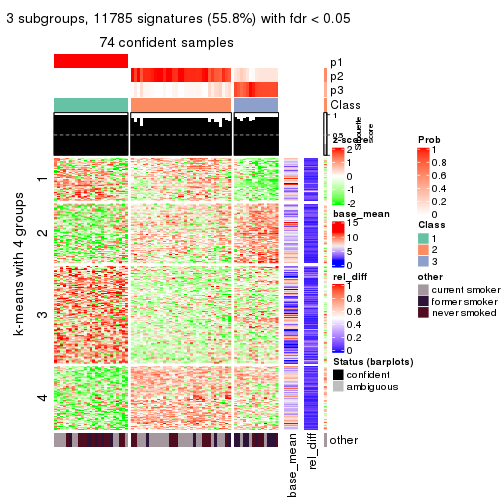 3 subgroups, 11785 signatures (55.8%) with fdr < 0.05
74 confident samples
p1
p2
p3
Class
1
0.5
Silhouette
score
k-means with 4 groups
1
2
3
4
base_mean
rel_diff
other
z-score
2
1
0
-1
-2
base_mean
15
10
5
0
rel_diff
1
0.8
0.6
0.4
0.2
0
Status (barplots)
confident
ambiguous
Prob
1
0.8
0.6
0.4
0.2
0
Class
1
2
3
other
current smoker
former smoker
never smoked